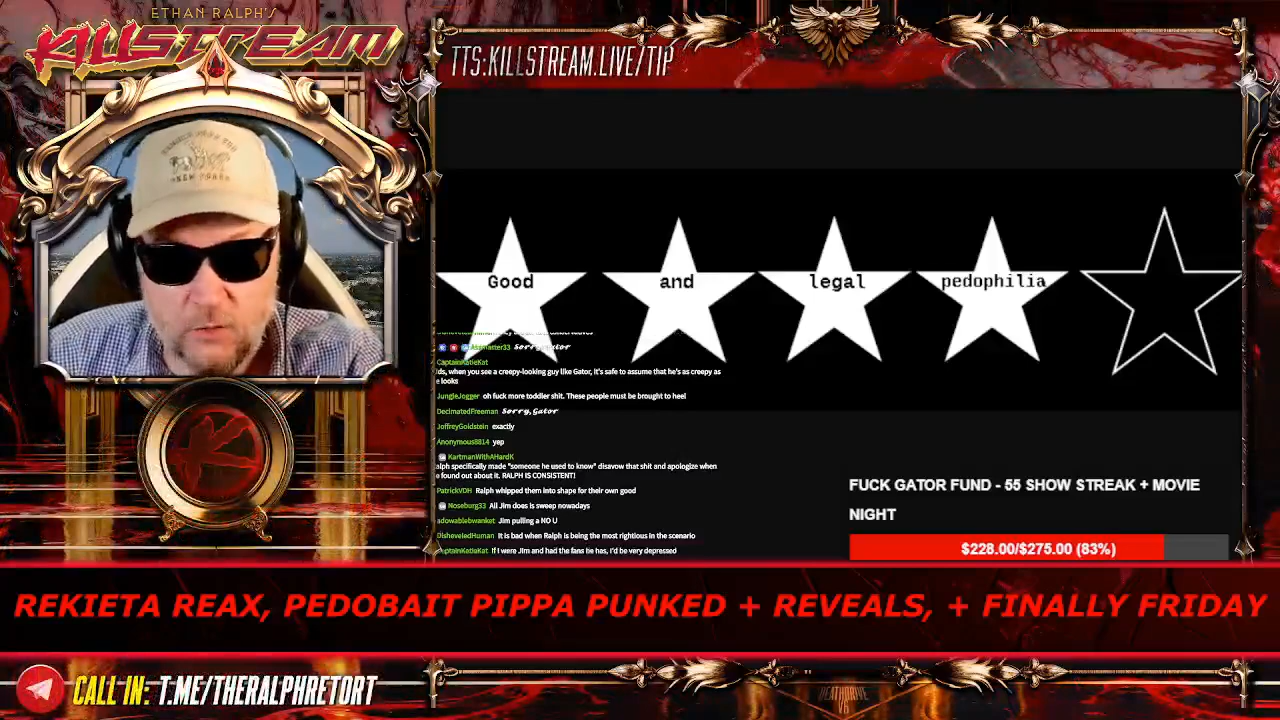 ETHAN RALPH'S
KILLSTREAM
TTS:KILLSTREAM.LIVE/TIP
Good and legal pedophilia
Sorry, Gator
CaptainKatieKat
ds, when you see a creepy-looking guy like Gator, it's safe to assume that he's as creepy as
e looks
JungleJogger oh fuck more toddler shit. These people must be brought to heel
DecimatedFreeman Sorry, Gator
JoffreyGoldstein exactly
Anonymous8814 yep
KartmanWithAHardK
alph specifically made "someone he used to know" disavow that shit and apologize when
e found out about it. RALPH IS CONSISTENT!
PatrickVDH Ralph whipped them into shape for their own good
Noseburg33 All Jim does is sweep nowadays
adowablebwanket Jim pulling a NO U
DisheveledHuman It is bad when Ralph is being the most rightious in the scenario
ptainKatieKat If I were Jim and had the fans he has, I'd be very depressed
FUCK GATOR FUND - 55 SHOW STREAK + MOVIE
NIGHT
$228.00/$275.00 (83%)
REKIETA REAX, PEDOBAIT PIPPA PUNKED + REVEALS, + FINALLY FRIDAY
CALL IN: T.ME/THERALPHRETORT